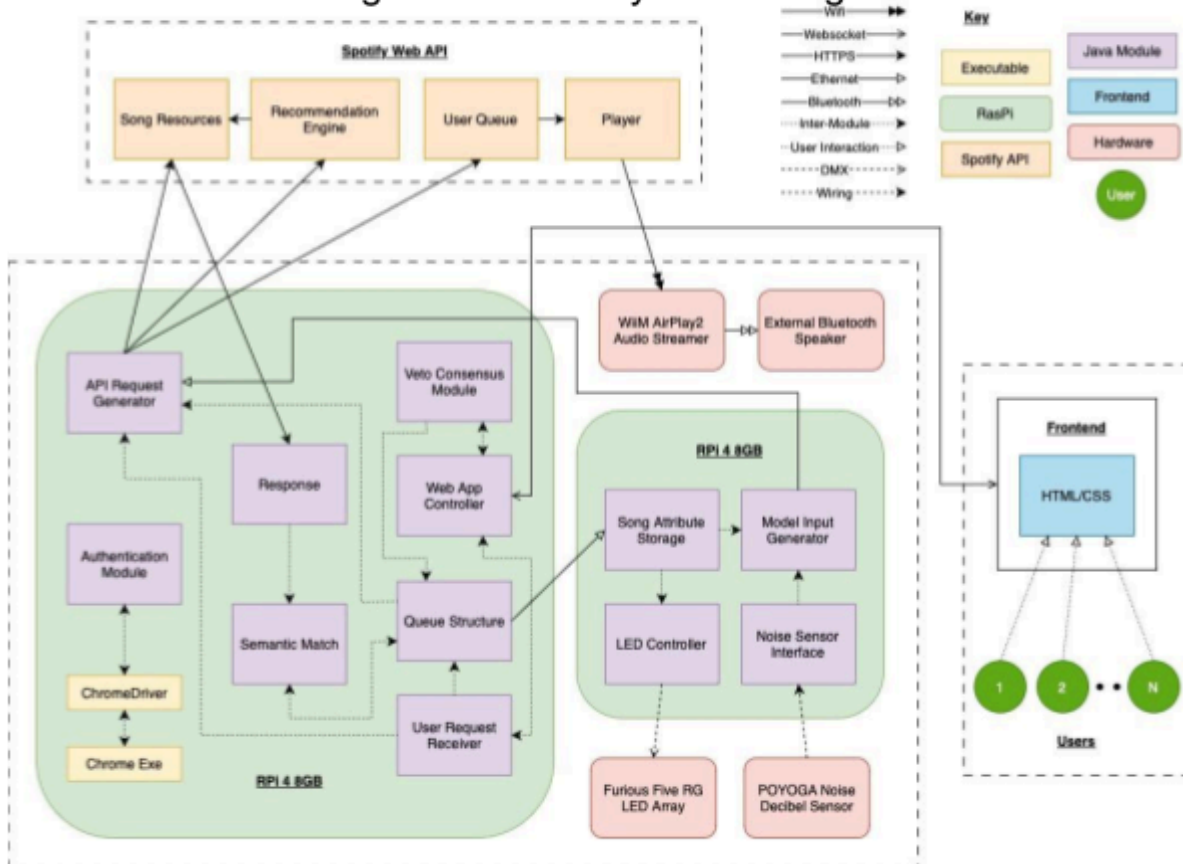 Spotify Web API
Song Resources
Recommendation
Engine
User Queue
Player
Wifi
Websocket
HTTPS
Ethernet
Bluetooth
Inter-Module
User Interaction
DMX
Wiring
Key
Executable
RasPi
Spotify API
Java Module
Frontend
Hardware
User
API Request
Generator
Authentication
Module
ChromeDriver
Chrome Exe
Response
Semantic Match
Veto Consensus
Module
Web App
Controller
Queue Structure
User Request
Receiver
RPi 4 8GB
WiiM AirPlay2
Audio Streamer
External Bluetooth
Speaker
RPi 4 8GB
Song Attribute
Storage
Model Input
Generator
LED Controller
Noise Sensor
Interface
Furious Five RG
LED Array
POYOGA Noise
Decibel Sensor
Frontend
HTML/CSS
1
2
N
Users